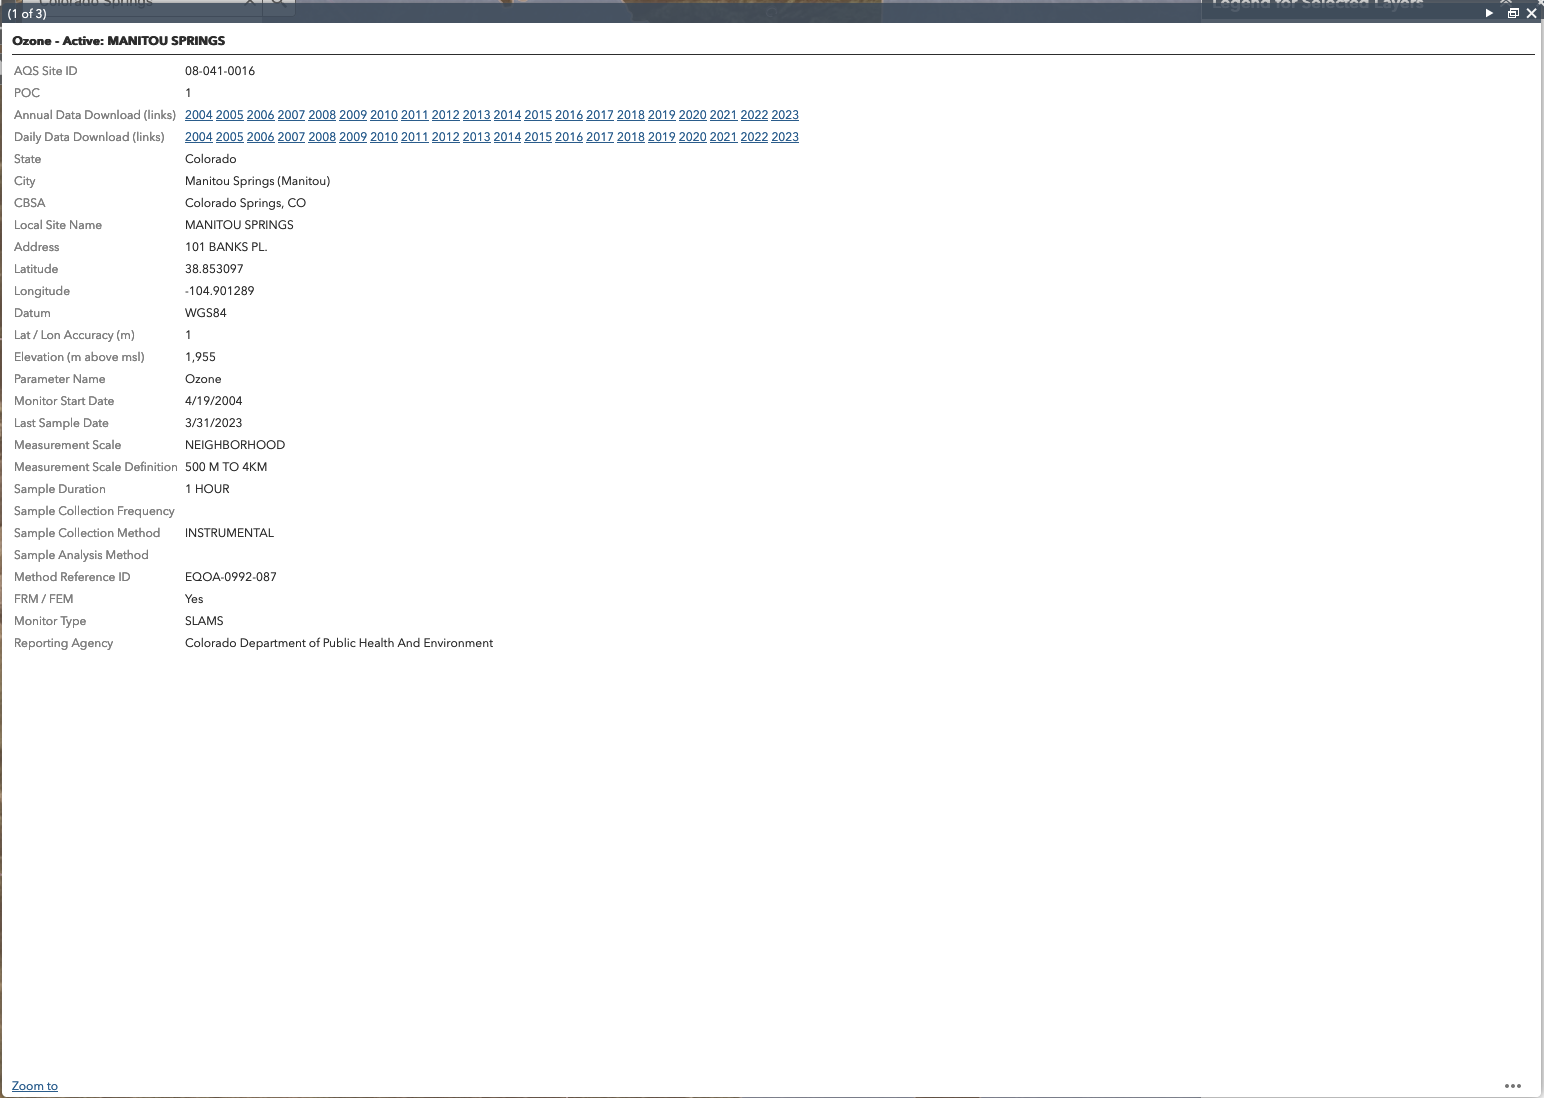 Colorado Springs
Legend for Selected Layers
(1 of 3)
Ozone - Active: MANITOU SPRINGS
AQS Site ID 08-041-0016
POC 1
Annual Data Download (links) 2004 2005 2006 2007 2008 2009 2010 2011 2012 2013 2014 2015 2016 2017 2018 2019 2020 2021 2022 2023
Daily Data Download (links) 2004 2005 2006 2007 2008 2009 2010 2011 2012 2013 2014 2015 2016 2017 2018 2019 2020 2021 2022 2023
State Colorado
City Manitou Springs (Manitou)
CBSA Colorado Springs, CO
Local Site Name MANITOU SPRINGS
Address 101 BANKS PL.
Latitude 38.853097
Longitude -104.901289
Datum WGS84
Lat / Lon Accuracy (m) 1
Elevation (m above msl) 1,955
Parameter Name Ozone
Monitor Start Date 4/19/2004
Last Sample Date 3/31/2023
Measurement Scale NEIGHBORHOOD
Measurement Scale Definition 500 M TO 4KM
Sample Duration 1 HOUR
Sample Collection Frequency
Sample Collection Method INSTRUMENTAL
Sample Analysis Method
Method Reference ID EQOA-0992-087
FRM / FEM Yes
Monitor Type SLAMS
Reporting Agency Colorado Department of Public Health And Environment
Zoom to